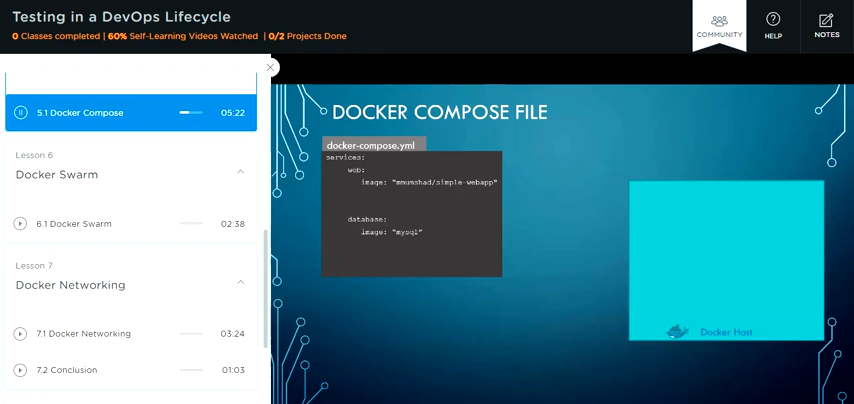 Testing in a DevOps Lifecycle
0 Classes completed | 60% Self-Learning Videos Watched | 0/2 Projects Done
COMMUNITY
HELP
NOTES
5.1 Docker Compose 05:22
Lesson 6
Docker Swarm
6.1 Docker Swarm 02:38
Lesson 7
Docker Networking
7.1 Docker Networking 03:24
7.2 Conclusion 01:03
DOCKER COMPOSE FILE
docker-compose.yml
services:
web:
image: "mmumshad/simple-webapp"
database:
image: "mysql"
Docker Host